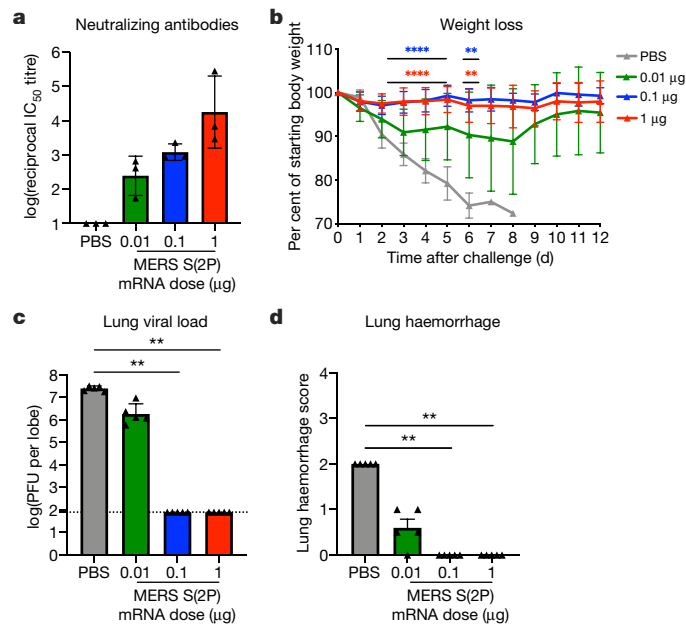 a Neutralizing antibodies
log(reciprocal IC50 titre)
6
5
4
3
2
1
PBS 0.01 0.1 1
MERS S(2P)
mRNA dose (μg)
b Weight loss
Per cent of starting body weight
110
100
90
80
70
**** **
**** **
0 1 2 3 4 5 6 7 8 9 10 11 12
Time after challenge (d)
PBS
0.01 μg
0.1 μg
1 μg
c Lung viral load
log(PFU per lobe)
8
7
6
5
4
3
2
1
0
**
**
PBS 0.01 0.1 1
MERS S(2P)
mRNA dose (μg)
d Lung haemorrhage
Lung haemorrhage score
4
3
2
1
0
**
**
PBS 0.01 0.1 1
MERS S(2P)
mRNA dose (μg)